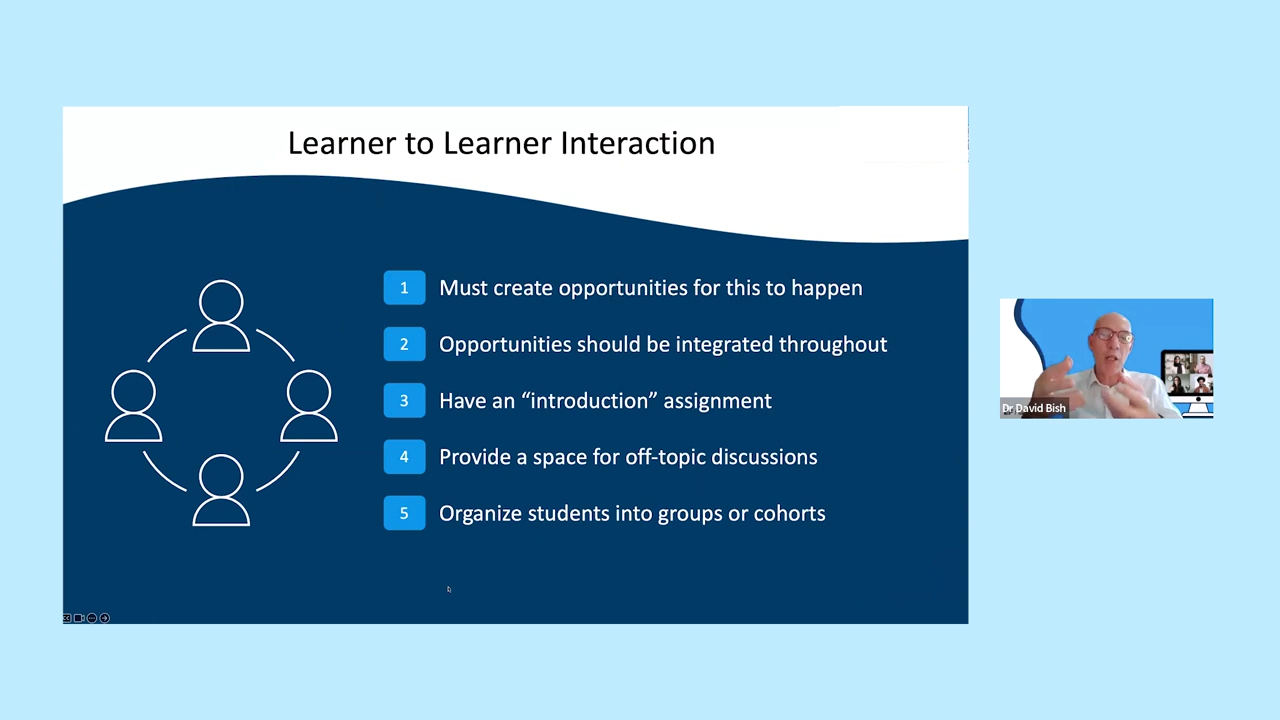 Learner to Learner Interaction
1 Must create opportunities for this to happen
2 Opportunities should be integrated throughout
3 Have an “introduction” assignment
4 Provide a space for off-topic discussions
5 Organize students into groups or cohorts
Dr David Bish